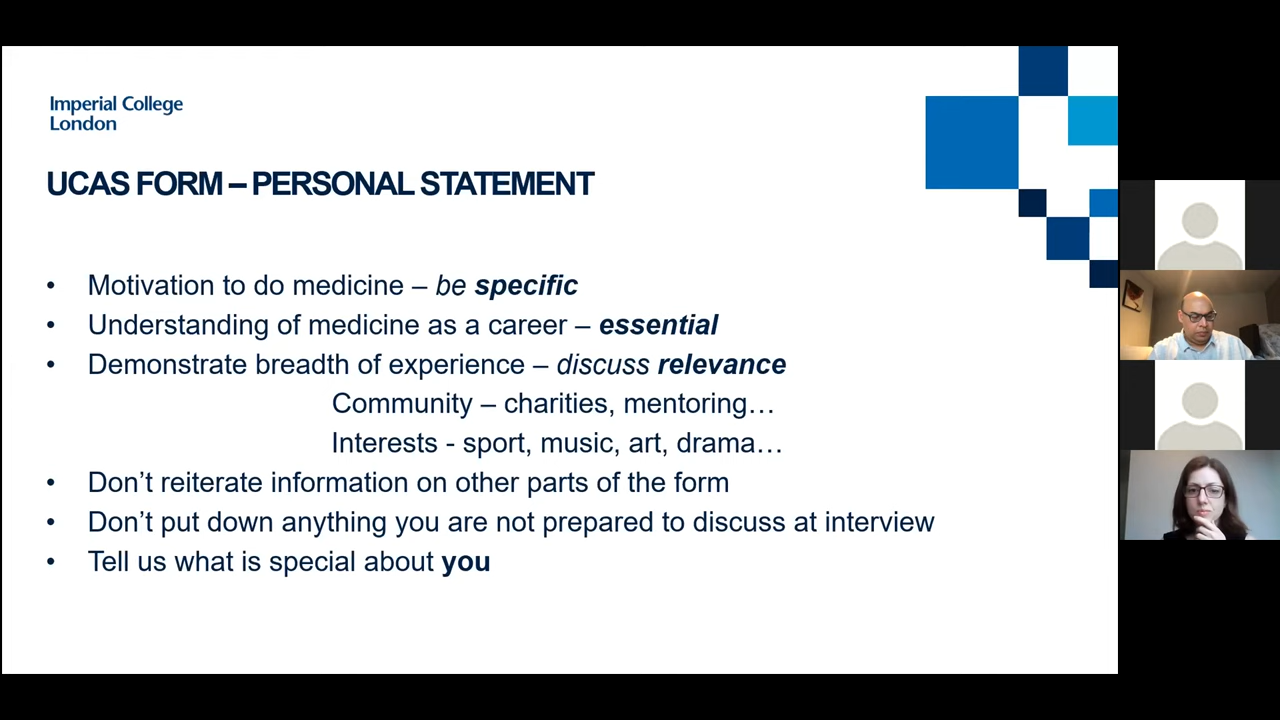 Imperial College
London
UCAS FORM – PERSONAL STATEMENT
• Motivation to do medicine – be specific
• Understanding of medicine as a career – essential
• Demonstrate breadth of experience – discuss relevance
Community – charities, mentoring…
Interests - sport, music, art, drama…
• Don’t reiterate information on other parts of the form
• Don’t put down anything you are not prepared to discuss at interview
• Tell us what is special about you